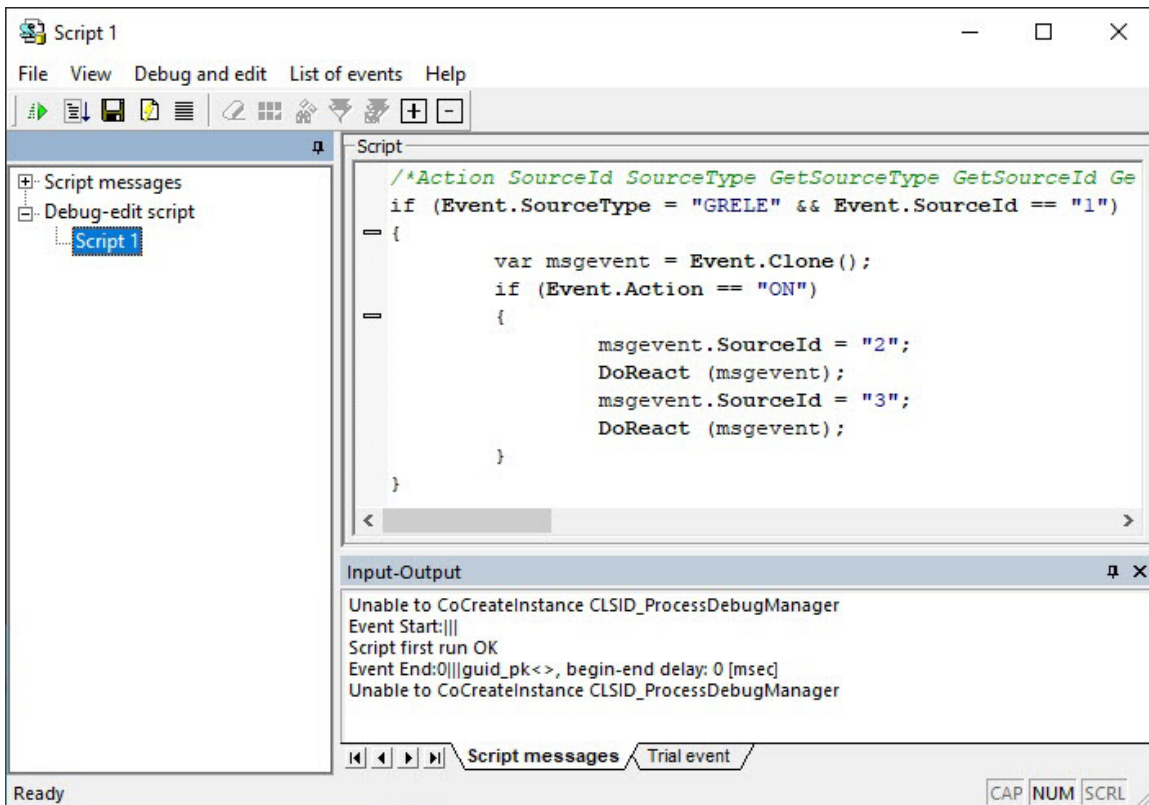 Script 1
File View Debug and edit List of events Help
Script messages
Debug-edit script
Script 1
Script
/*Action SourceId SourceType GetSourceType GetSourceId Ge
if (Event.SourceType = "GRELE" && Event.SourceId == "1")
{
var msgevent = Event.Clone();
if (Event.Action == "ON")
{
msgevent.SourceId = "2";
DoReact (msgevent);
msgevent.SourceId = "3";
DoReact (msgevent);
}
}
Input-Output
Unable to CoCreateInstance CLSID_ProcessDebugManager
Event Start:|||
Script first run OK
Event End:0|||guid_pk<>, begin-end delay: 0 [msec]
Unable to CoCreateInstance CLSID_ProcessDebugManager
Script messages Trial event
Ready CAP NUM SCRL